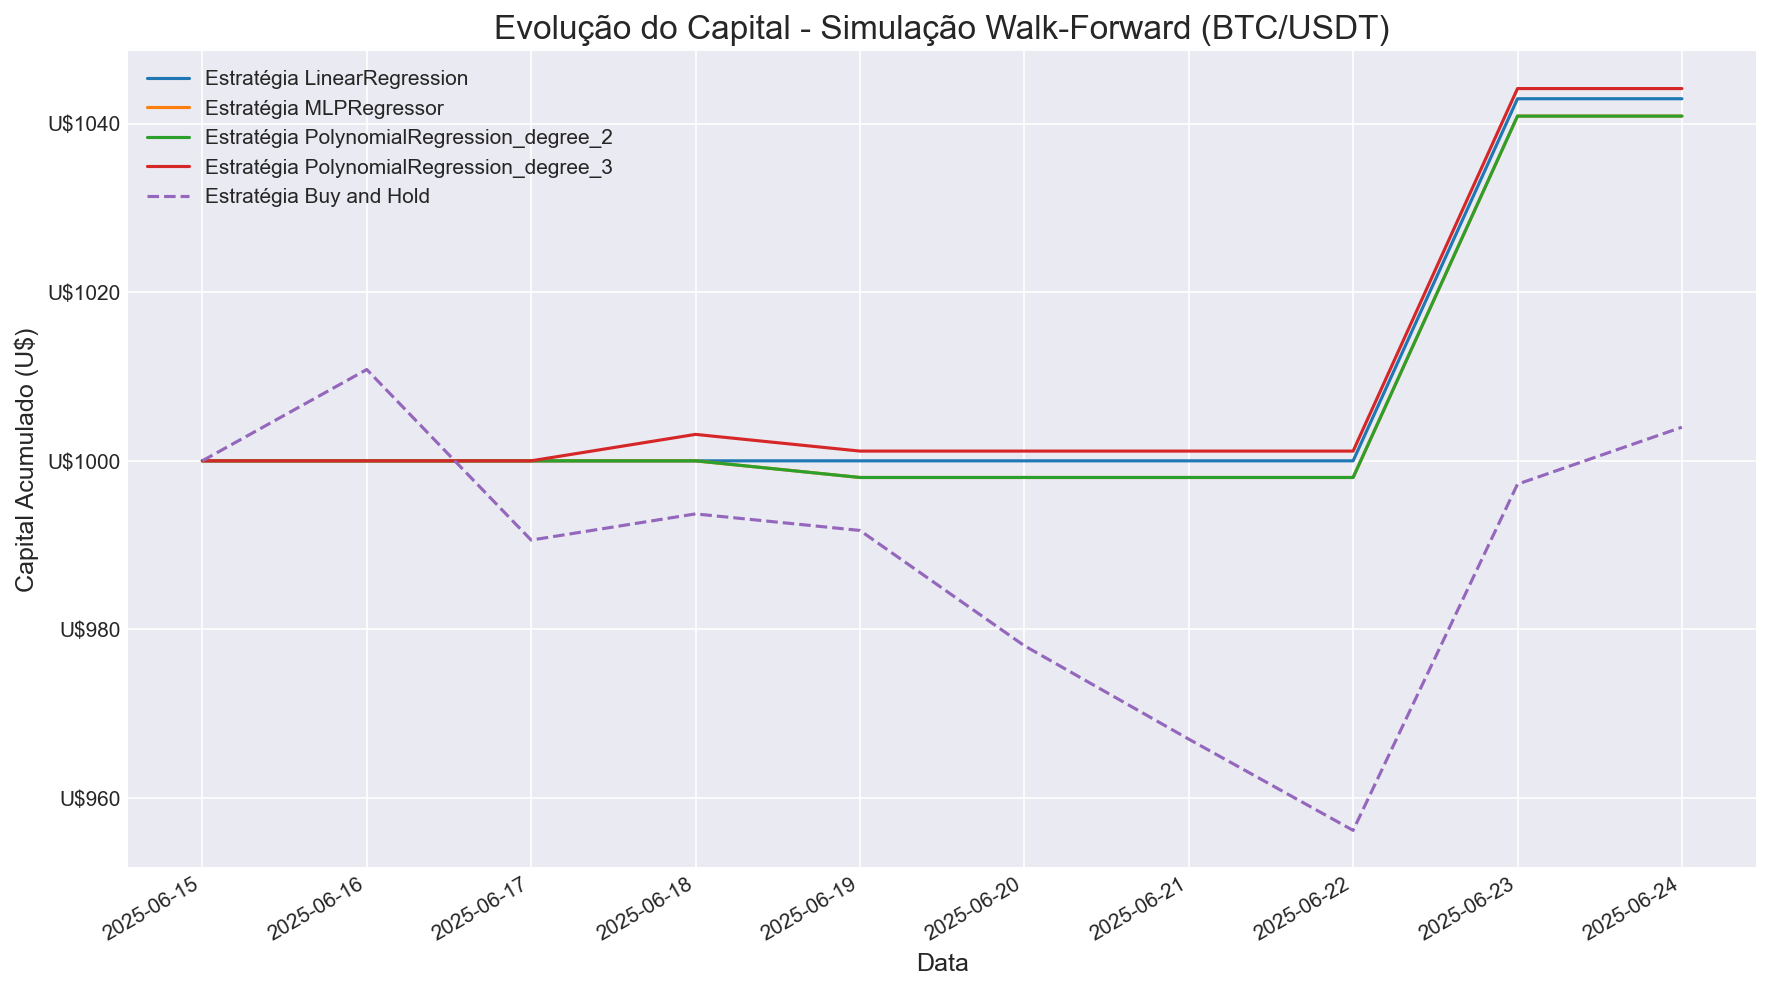 Evolução do Capital - Simulação Walk-Forward (BTC/USDT)
Estratégia LinearRegression
Estratégia MLPRegressor
Estratégia PolynomialRegression_degree_2
Estratégia PolynomialRegression_degree_3
Estratégia Buy and Hold
Capital Acumulado (U$)
U$1040
U$1020
U$1000
U$980
U$960
2025-06-15
2025-06-16
2025-06-17
2025-06-18
2025-06-19
2025-06-20
2025-06-21
2025-06-22
2025-06-23
2025-06-24
Data